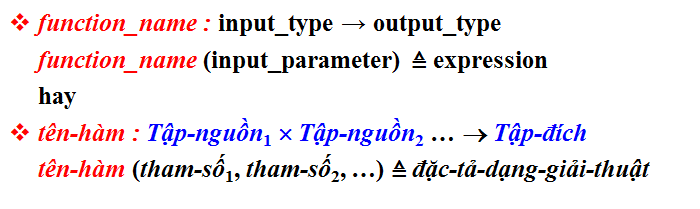 ❖ function_name : input_type → output_type
function_name (input_parameter) ≜ expression
hay
❖ tên-hàm : Tập-nguồn₁ × Tập-nguồn₂ … → Tập-đích
tên-hàm (tham-số₁, tham-số₂, …) ≜ đặc-tả-dạng-giải-thuật